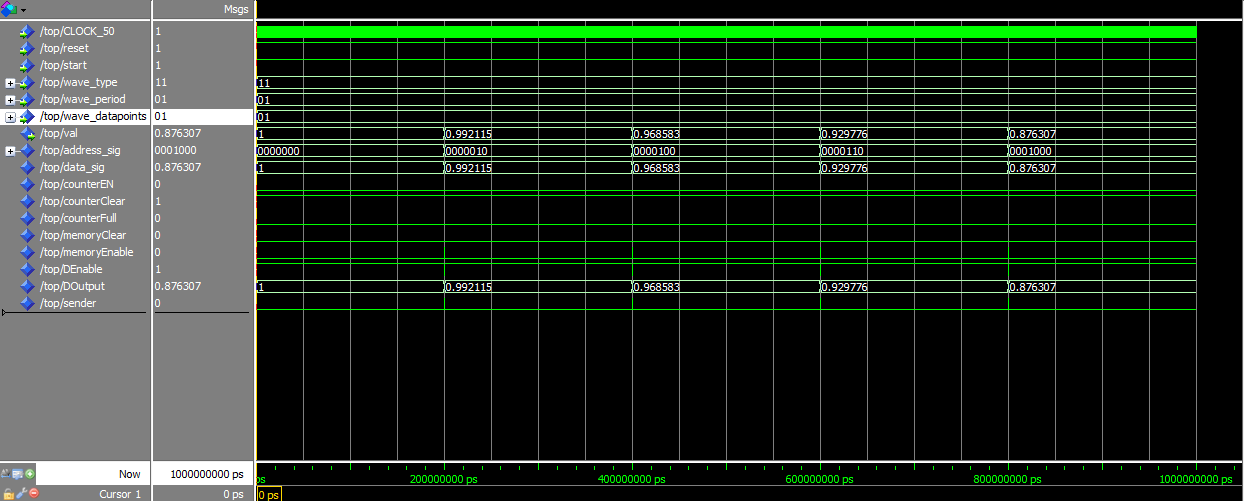 Msgs
/top/CLOCK_50 1
/top/reset 1
/top/start 1
/top/wave_type 11 11
/top/wave_period 01 01
/top/wave_datapoints 01 01
/top/val 0.876307 1 0.992115 0.968583 0.929776 0.876307
/top/address_sig 0001000 0000000 0000010 0000100 0000110 0001000
/top/data_sig 0.876307 1 0.992115 0.968583 0.929776 0.876307
/top/counterEN 0
/top/counterClear 1
/top/counterFull 0
/top/memoryClear 0
/top/memoryEnable 0
/top/DEnable 1
/top/DOutput 0.876307 1 0.992115 0.968583 0.929776 0.876307
/top/sender 0
Now 1000000000 ps ps 200000000 ps 400000000 ps 600000000 ps 800000000 ps 1000000000 ps
Cursor 1 0 ps 0 ps